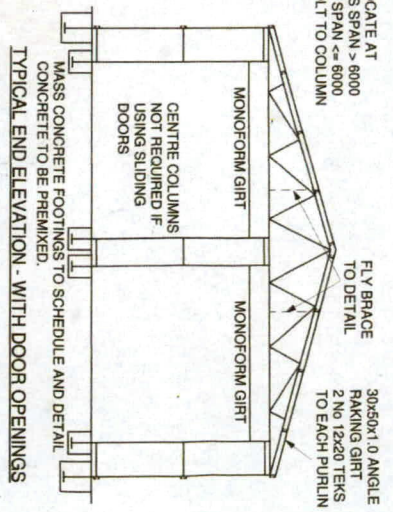 CATE AT
S SPAN > 6000
SPAN <= 6000
LT TO COLUMN
FLY BRACE
TO DETAIL
30x50x1.0 ANGLE
RAKING GIRT
2 No 12x20 TEKS
TO EACH PURLIN
MONOFORM GIRT
MONOFORM GIRT
CENTRE COLUMNS
NOT REQUIRED IF
USING SLIDING
DOORS
MASS CONCRETE FOOTINGS TO SCHEDULE AND DETAIL
CONCRETE TO BE PREMIXED.
TYPICAL END ELEVATION - WITH DOOR OPENINGS